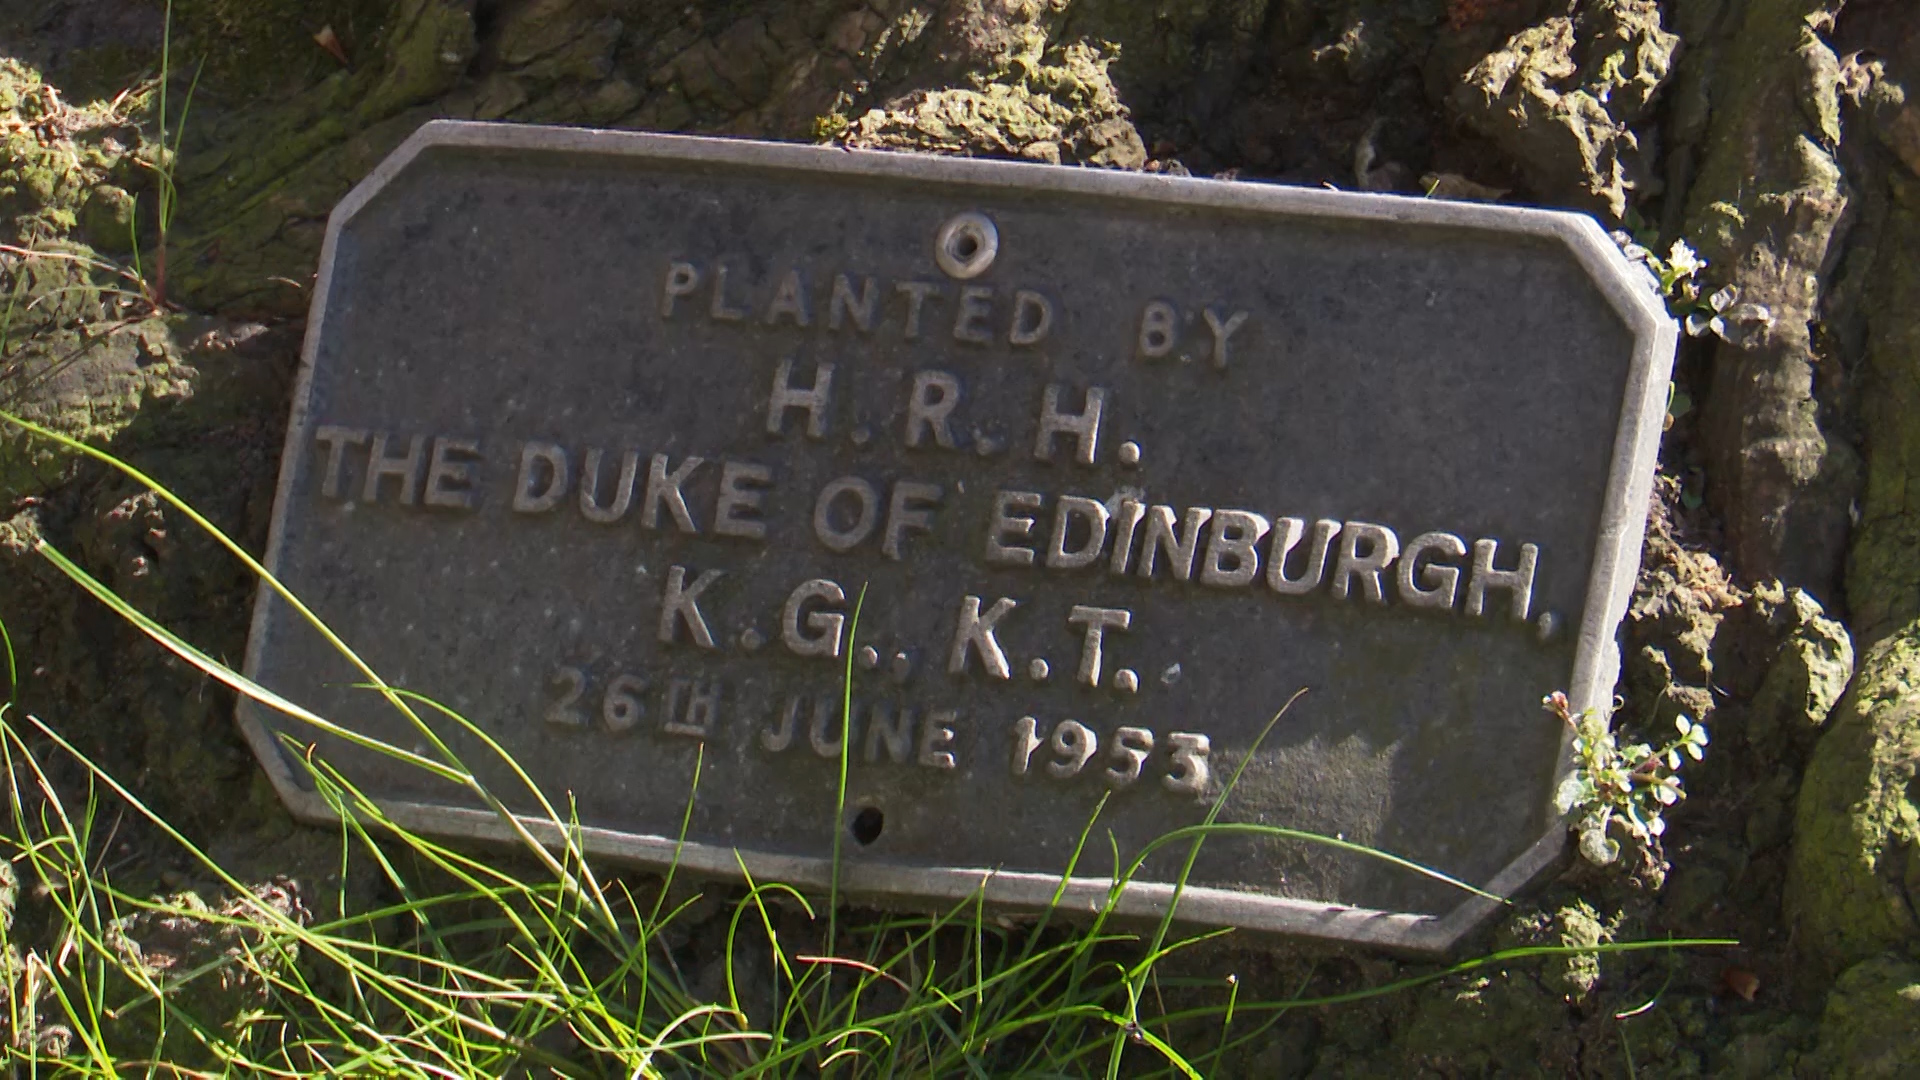 PLANTED BY
H.R.H.
THE DUKE OF EDINBURGH,
K.G., K.T.
26TH JUNE 1953